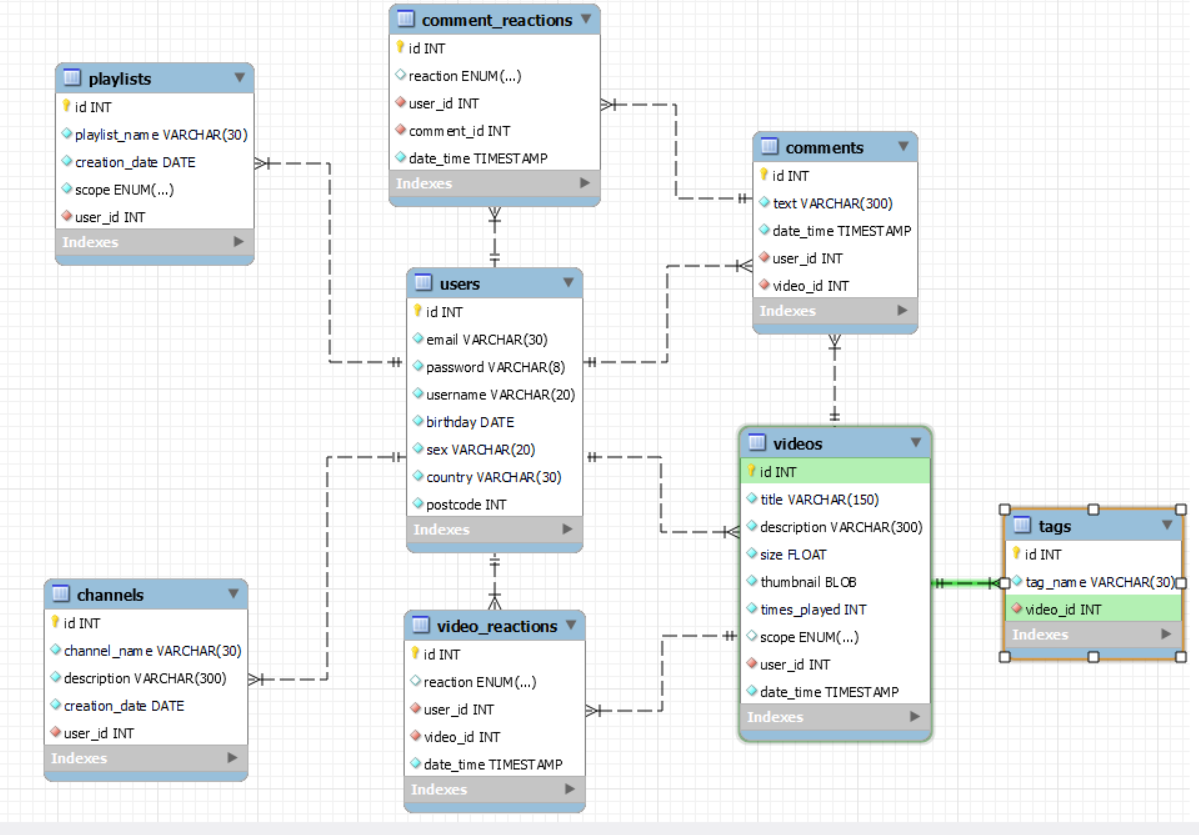 comment_reactions
id INT
reaction ENUM(...)
user_id INT
comment_id INT
date_time TIMESTAMP
Indexes
playlists
id INT
playlist_name VARCHAR(30)
creation_date DATE
scope ENUM(...)
user_id INT
Indexes
comments
id INT
text VARCHAR(300)
date_time TIMESTAMP
user_id INT
video_id INT
Indexes
users
id INT
email VARCHAR(30)
password VARCHAR(8)
username VARCHAR(20)
birthday DATE
sex VARCHAR(20)
country VARCHAR(30)
postcode INT
Indexes
videos
id INT
title VARCHAR(150)
description VARCHAR(300)
size FLOAT
thumbnail BLOB
times_played INT
scope ENUM(...)
user_id INT
date_time TIMESTAMP
Indexes
tags
id INT
tag_name VARCHAR(30)
video_id INT
Indexes
channels
id INT
channel_name VARCHAR(30)
description VARCHAR(300)
creation_date DATE
user_id INT
Indexes
video_reactions
id INT
reaction ENUM(...)
user_id INT
video_id INT
date_time TIMESTAMP
Indexes